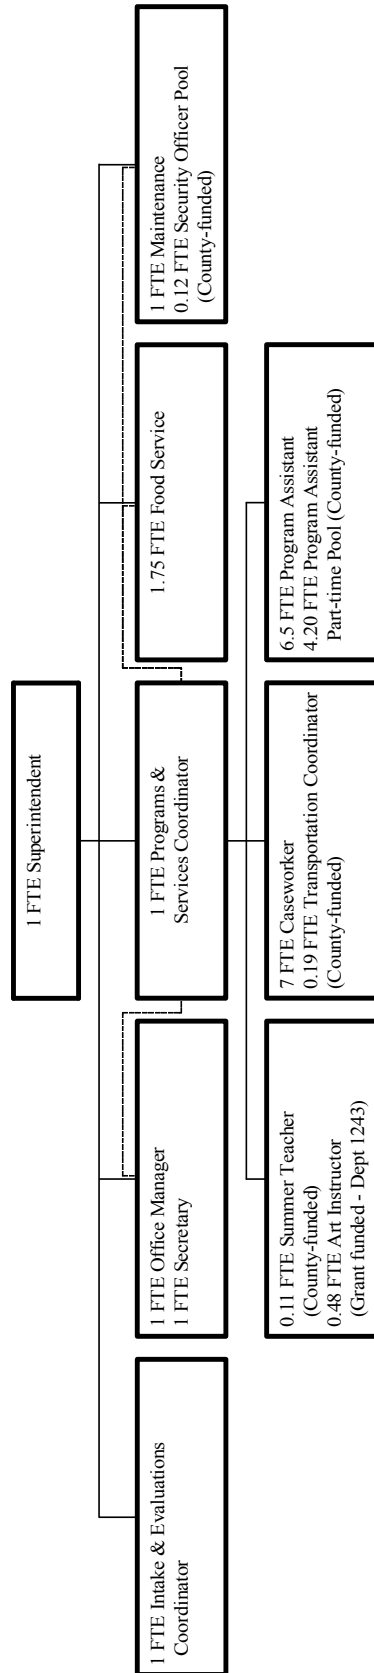 1 FTE Superintendent
1 FTE Intake & Evaluations
Coordinator
1 FTE Office Manager
1 FTE Secretary
1 FTE Programs &
Services Coordinator
1.75 FTE Food Service
1 FTE Maintenance
0.12 FTE Security Officer Pool
(County-funded)
0.11 FTE Summer Teacher
(County-funded)
0.48 FTE Art Instructor
(Grant funded - Dept 1243)
7 FTE Caseworker
0.19 FTE Transportation Coordinator
(County-funded)
6.5 FTE Program Assistant
4.20 FTE Program Assistant
Part-time Pool (County-funded)